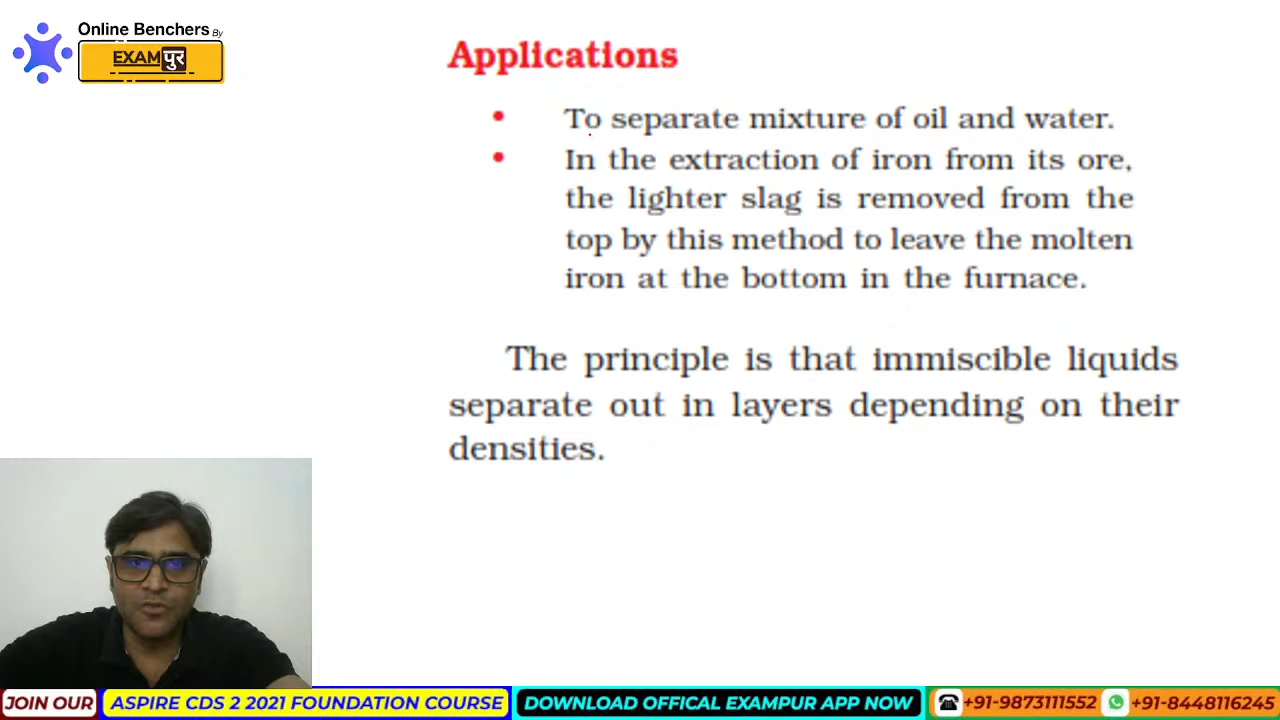 Online Benchers By
EXAMपुर
Applications
• To separate mixture of oil and water.
• In the extraction of iron from its ore,
the lighter slag is removed from the
top by this method to leave the molten
iron at the bottom in the furnace.
The principle is that immiscible liquids
separate out in layers depending on their
densities.
JOIN OUR ASPIRE CDS 2 2021 FOUNDATION COURSE DOWNLOAD OFFICAL EXAMPUR APP NOW +91-9873111552 +91-8448116245